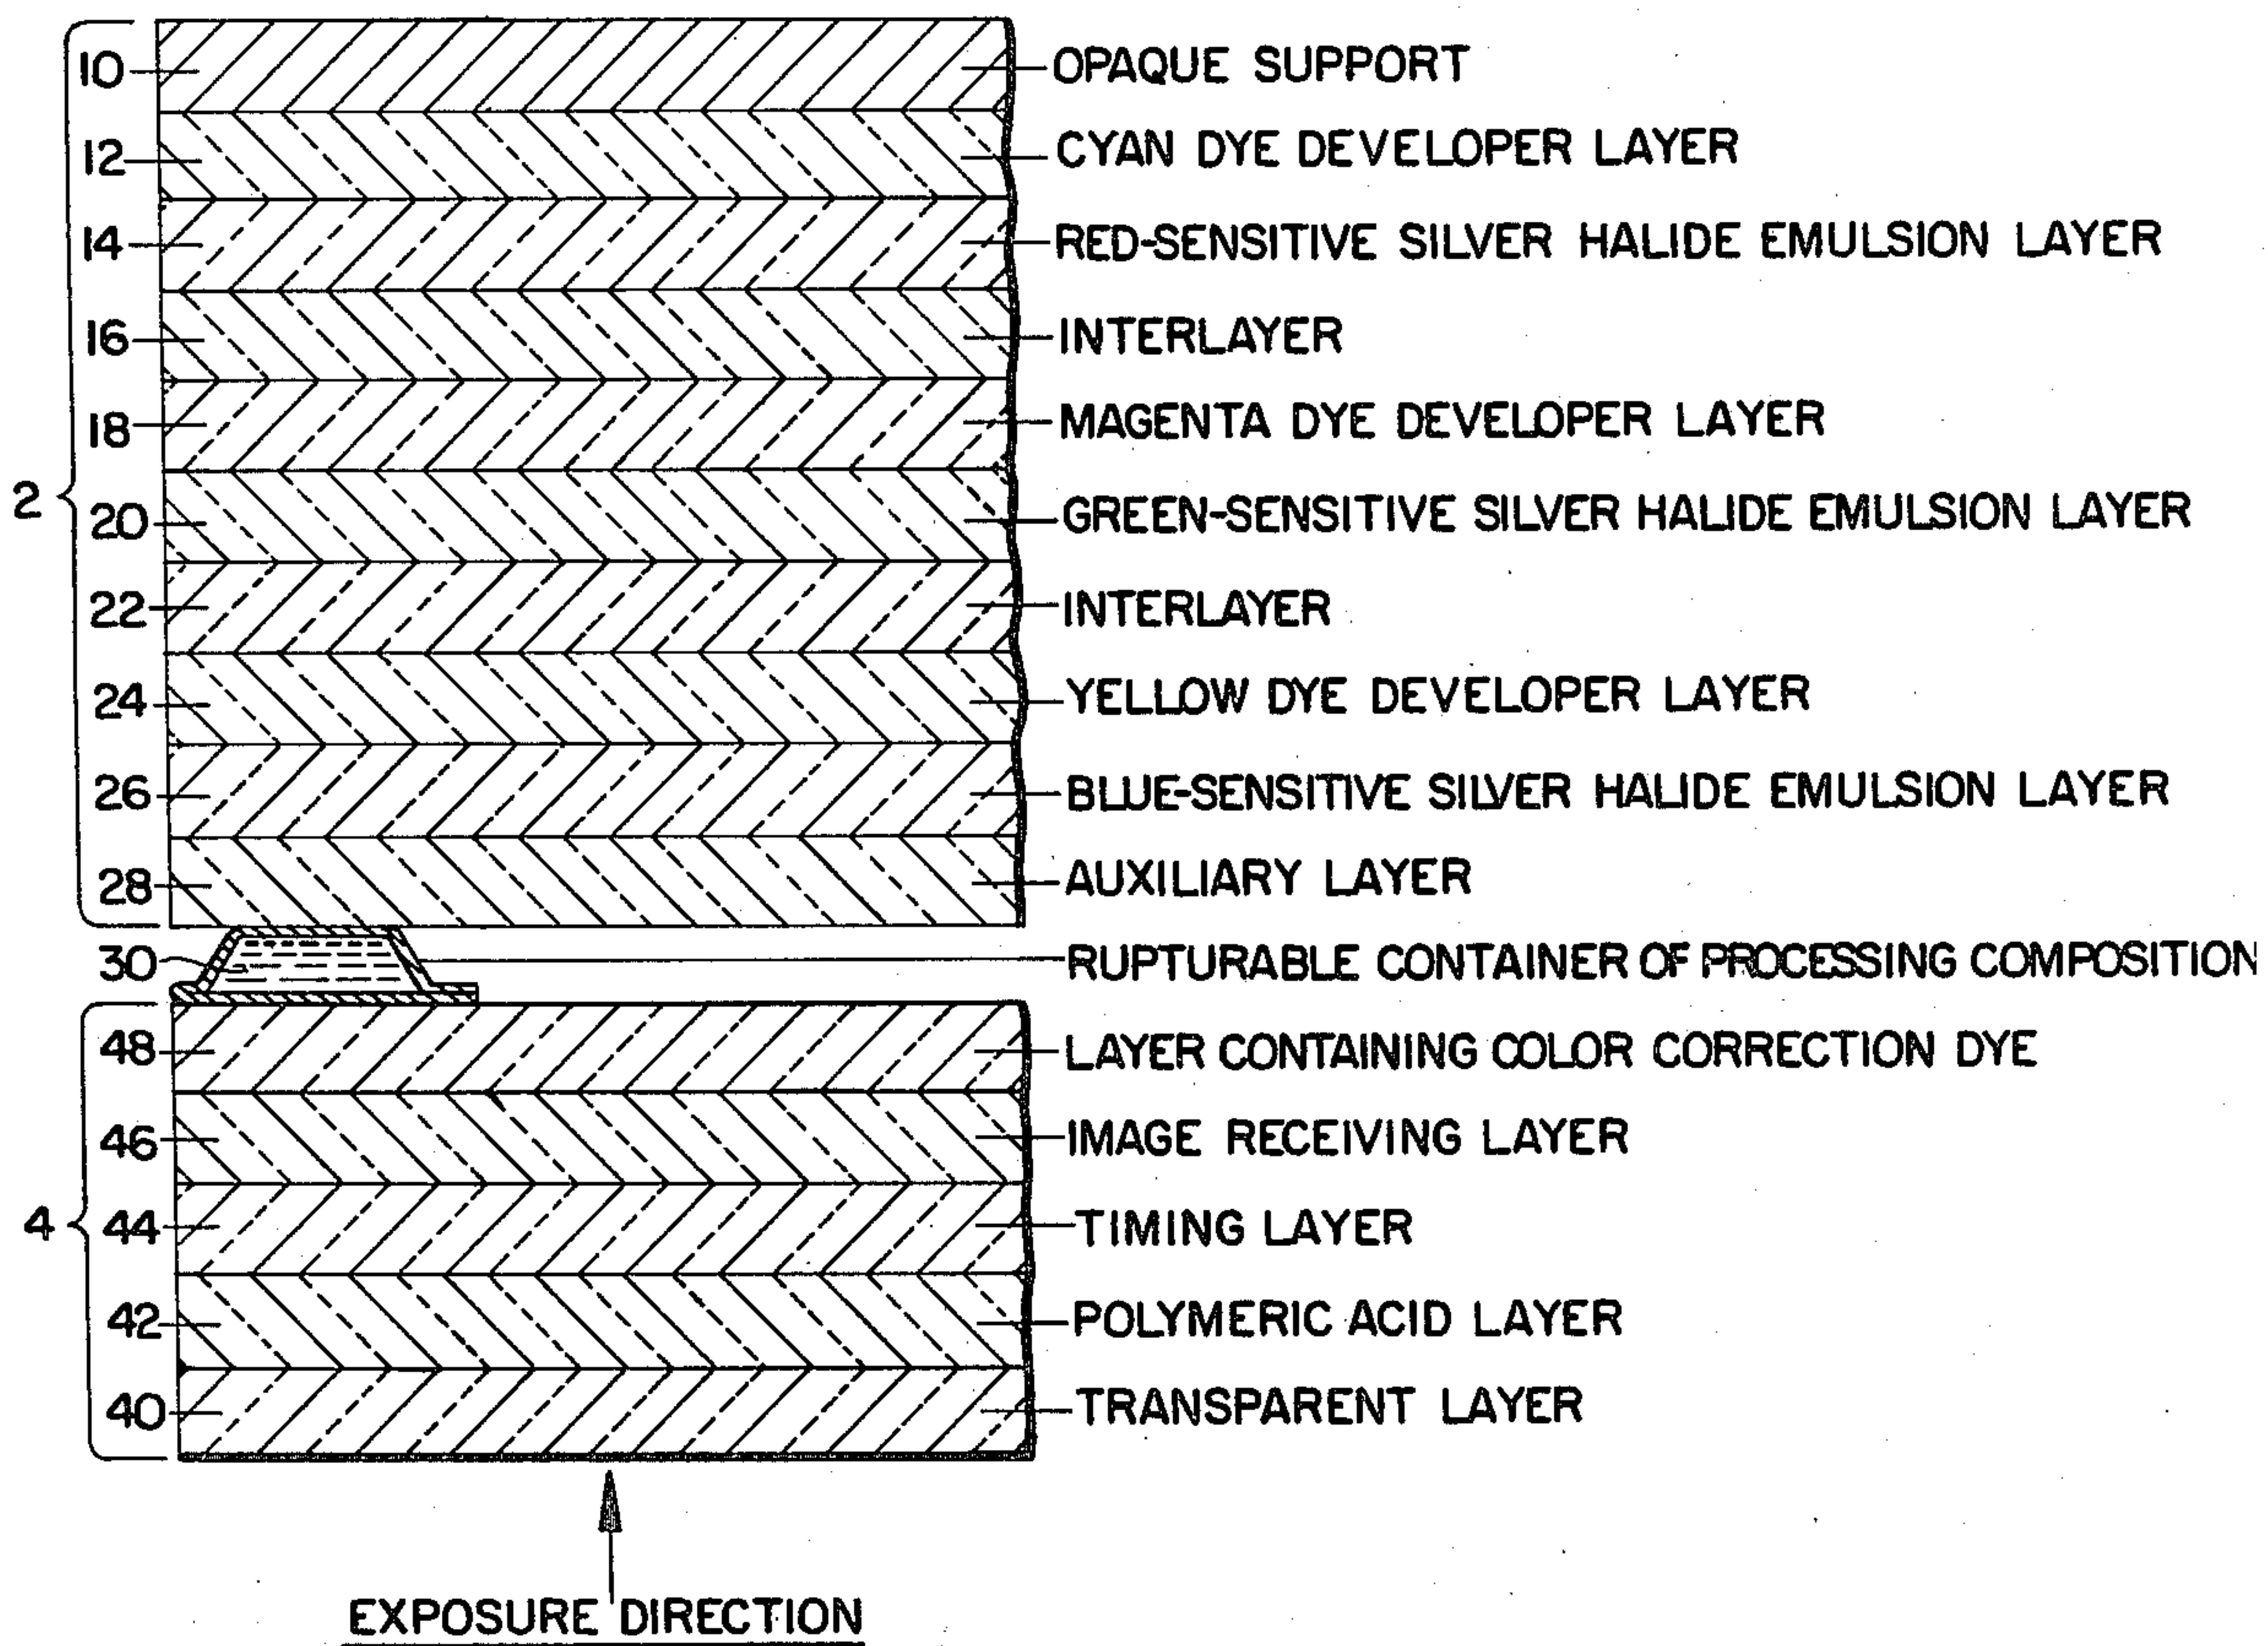 10 OPAQUE SUPPORT
12 CYAN DYE DEVELOPER LAYER
14 RED-SENSITIVE SILVER HALIDE EMULSION LAYER
16 INTERLAYER
18 MAGENTA DYE DEVELOPER LAYER
2
20 GREEN-SENSITIVE SILVER HALIDE EMULSION LAYER
22 INTERLAYER
24 YELLOW DYE DEVELOPER LAYER
26 BLUE-SENSITIVE SILVER HALIDE EMULSION LAYER
28 AUXILIARY LAYER
30 RUPTURABLE CONTAINER OF PROCESSING COMPOSITION
48 LAYER CONTAINING COLOR CORRECTION DYE
46 IMAGE RECEIVING LAYER
4 44 TIMING LAYER
42 POLYMERIC ACID LAYER
40 TRANSPARENT LAYER
EXPOSURE DIRECTION